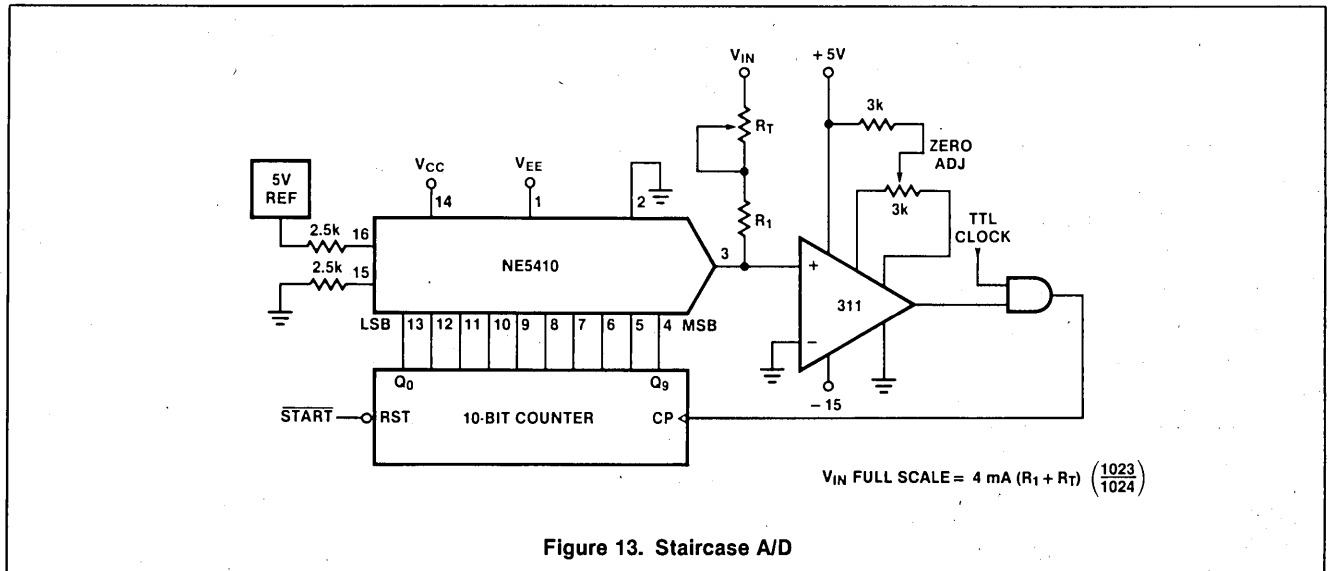 VIN
+5V
3k
RT
ZERO
ADJ
5V
REF
VCC
VEE
14
1
2
R1
3k
TTL
CLOCK
2.5k
16
NE5410
3
+
311
2.5k
15
LSB 13 12 11 10 9 8 7 6 5 4 MSB
−
Q0
Q9
− 15
START
RST
10-BIT COUNTER
CP
VIN FULL SCALE = 4 mA (R1 + RT) (1023/1024)
Figure 13. Staircase A/D